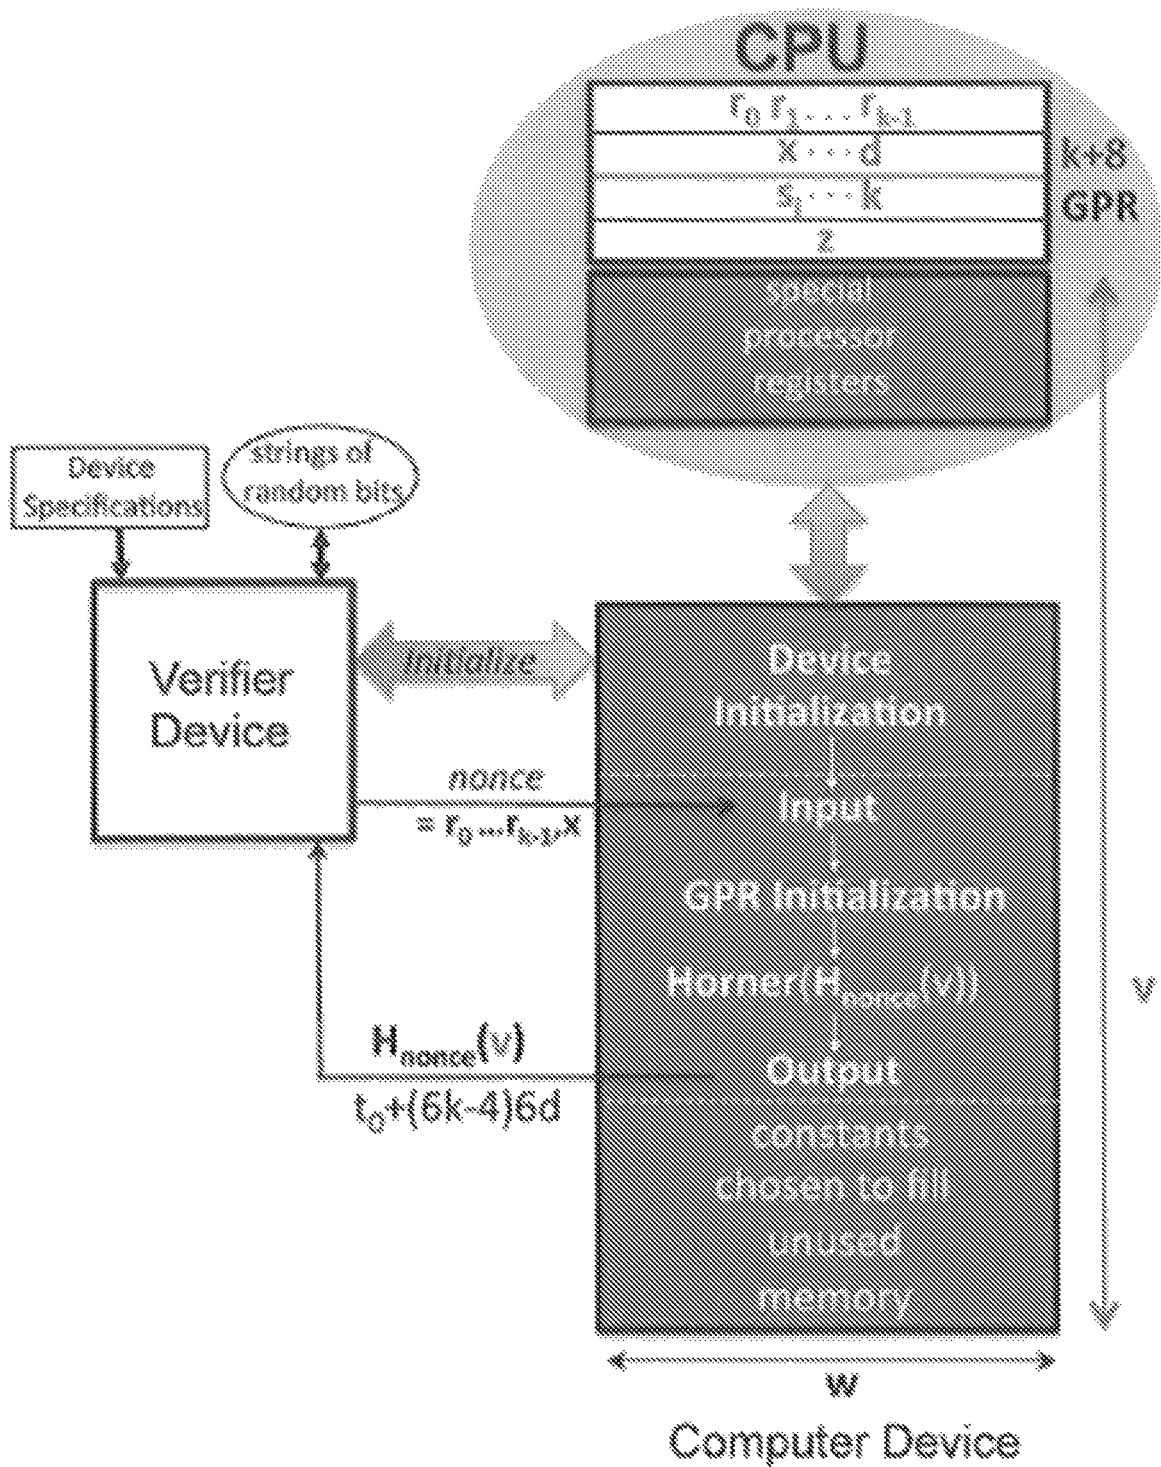 CPU
r0 r1 . . . rk-1
x . . . d
si . . . k
z
k+8
GPR
special
processor
registers
Device
Specifications
strings of
random bits
Verifier
Device
Initialize
nonce
= r0 ...rk-1,x
Hnonce(v)
t0+(6k-4)6d
Device
Initialization
Input
GPR Initialization
Horner(Hnonce(v))
Output
constants
chosen to fill
unused
memory
v
w
Computer Device